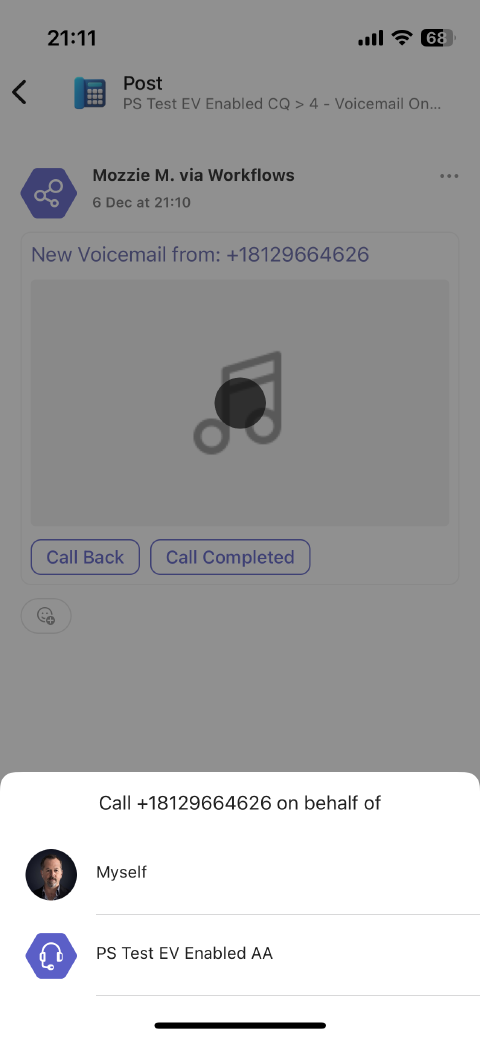 21:11
68
Post
PS Test EV Enabled CQ > 4 - Voicemail On...
Mozzie M. via Workflows
6 Dec at 21:10
New Voicemail from: +18129664626
Call Back
Call Completed
Call +18129664626 on behalf of
Myself
PS Test EV Enabled AA